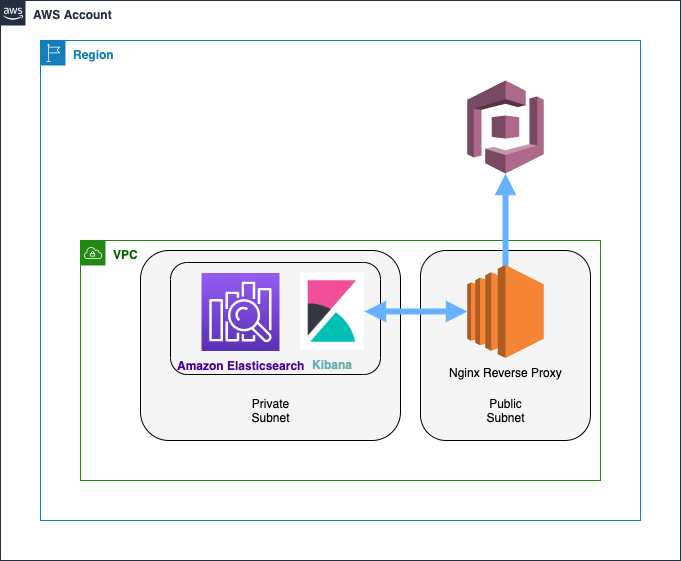 aws
AWS Account
Region
VPC
Amazon Elasticsearch
Kibana
Nginx Reverse Proxy
Private
Subnet
Public
Subnet